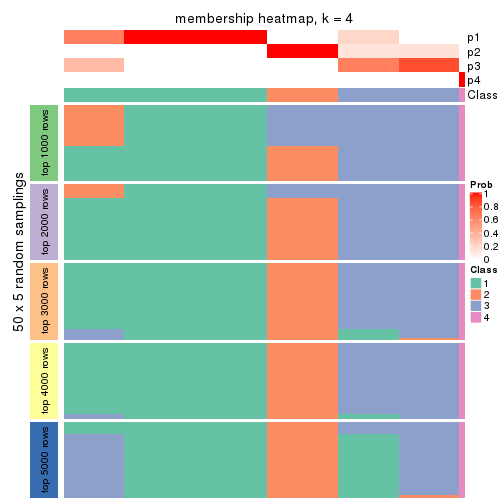 membership heatmap, k = 4
p1
p2
p3
p4
Class
50 x 5 random samplings
top 1000 rows
top 2000 rows
top 3000 rows
top 4000 rows
top 5000 rows
Prob
1
0.8
0.6
0.4
0.2
0
Class
1
2
3
4